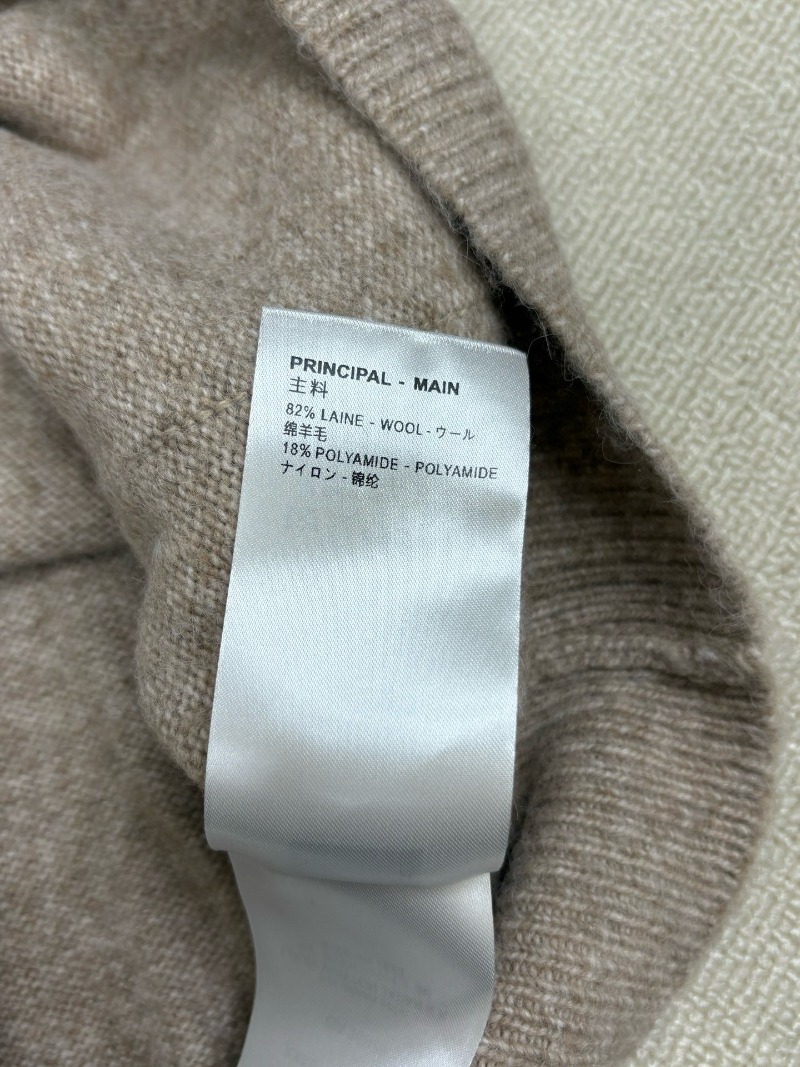 PRINCIPAL - MAIN
主料
82% LAINE - WOOL - ウール
绵羊毛
18% POLYAMIDE - POLYAMIDE
ナイロン - 锦纶